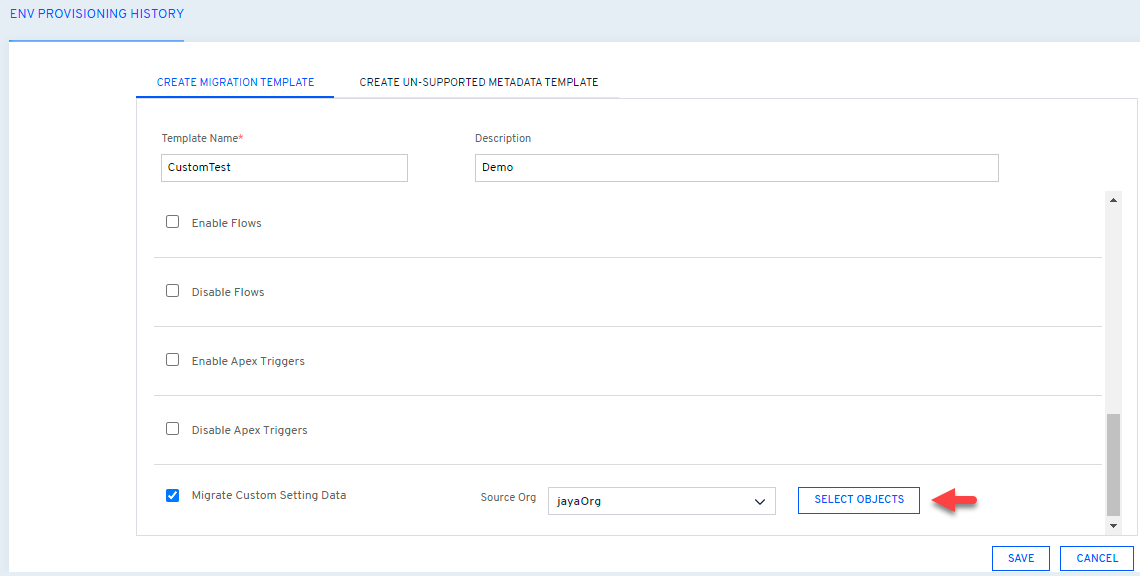 ENV PROVISIONING HISTORY
CREATE MIGRATION TEMPLATE CREATE UN-SUPPORTED METADATA TEMPLATE
Template Name* Description
CustomTest Demo
Enable Flows
Disable Flows
Enable Apex Triggers
Disable Apex Triggers
Migrate Custom Setting Data Source Org jayaOrg SELECT OBJECTS
SAVE CANCEL